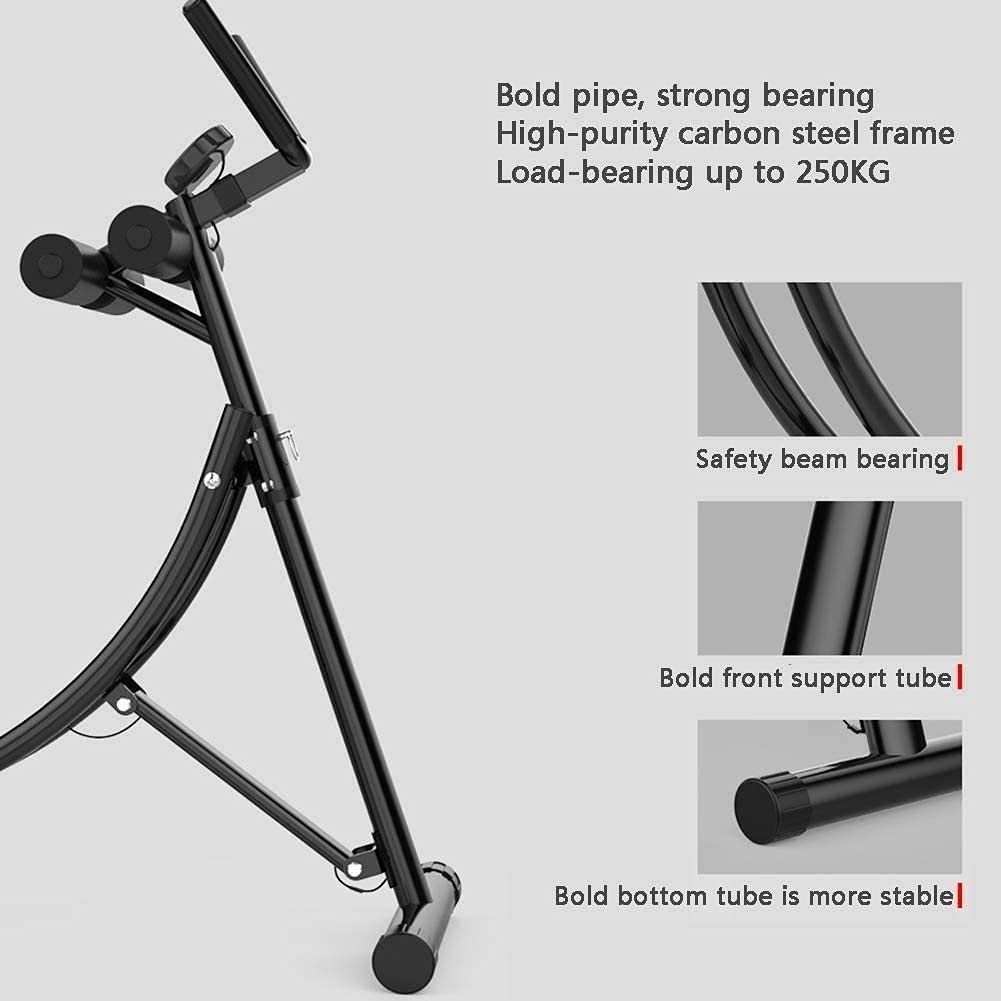 Bold pipe, strong bearing
High-purity carbon steel frame
Load-bearing up to 250KG
Safety beam bearing
Bold front support tube
Bold bottom tube is more stable